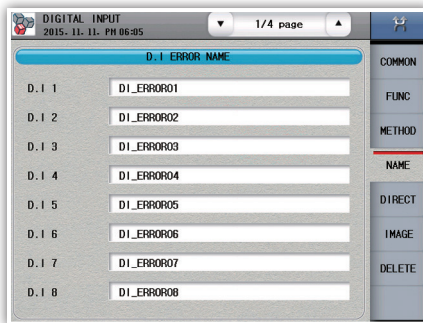 DIGITAL INPUT
2015. 11. 11. PM 06:05
▼ 1/4 page ▲
D.I ERROR NAME
D.I 1 DI_ERROR01
D.I 2 DI_ERROR02
D.I 3 DI_ERROR03
D.I 4 DI_ERROR04
D.I 5 DI_ERROR05
D.I 6 DI_ERROR06
D.I 7 DI_ERROR07
D.I 8 DI_ERROR08
COMMON
FUNC
METHOD
NAME
DIRECT
IMAGE
DELETE